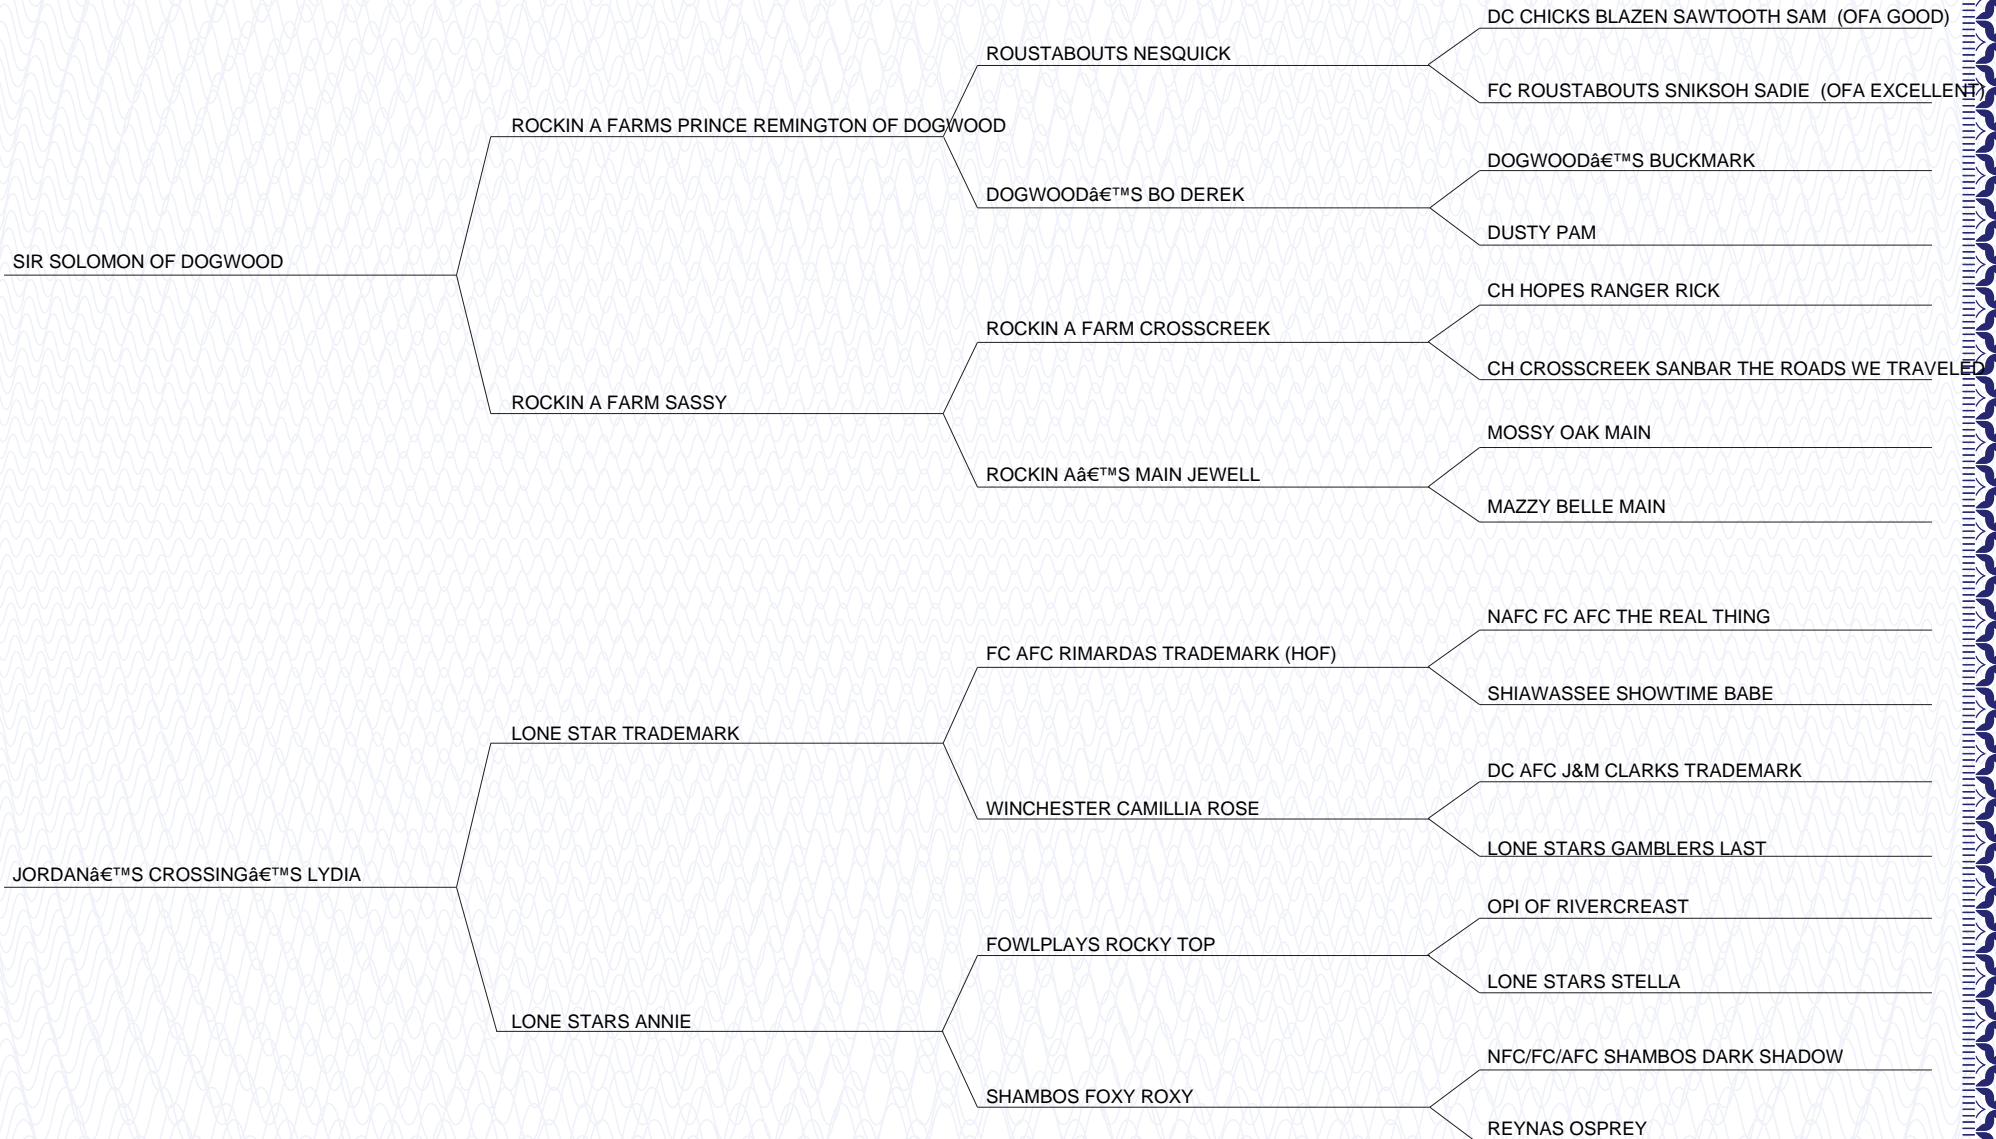 DC CHICKS BLAZEN SAWTOOTH SAM  (OFA GOOD)
ROUSTABOUTS NESQUICK
FC ROUSTABOUTS SNIKSOH SADIE  (OFA EXCELLENT)
ROCKIN A FARMS PRINCE REMINGTON OF DOGWOOD
DOGWOODâ€™S BUCKMARK
DOGWOODâ€™S BO DEREK
DUSTY PAM
SIR SOLOMON OF DOGWOOD
CH HOPES RANGER RICK
ROCKIN A FARM CROSSCREEK
CH CROSSCREEK SANBAR THE ROADS WE TRAVELED
ROCKIN A FARM SASSY
MOSSY OAK MAIN
ROCKIN Aâ€™S MAIN JEWELL
MAZZY BELLE MAIN
NAFC FC AFC THE REAL THING
FC AFC RIMARDAS TRADEMARK (HOF)
SHIAWASSEE SHOWTIME BABE
LONE STAR TRADEMARK
DC AFC J&M CLARKS TRADEMARK
WINCHESTER CAMILLIA ROSE
LONE STARS GAMBLERS LAST
JORDANâ€™S CROSSINGâ€™S LYDIA
OPI OF RIVERCREAST
FOWLPLAYS ROCKY TOP
LONE STARS STELLA
LONE STARS ANNIE
NFC/FC/AFC SHAMBOS DARK SHADOW
SHAMBOS FOXY ROXY
REYNAS OSPREY